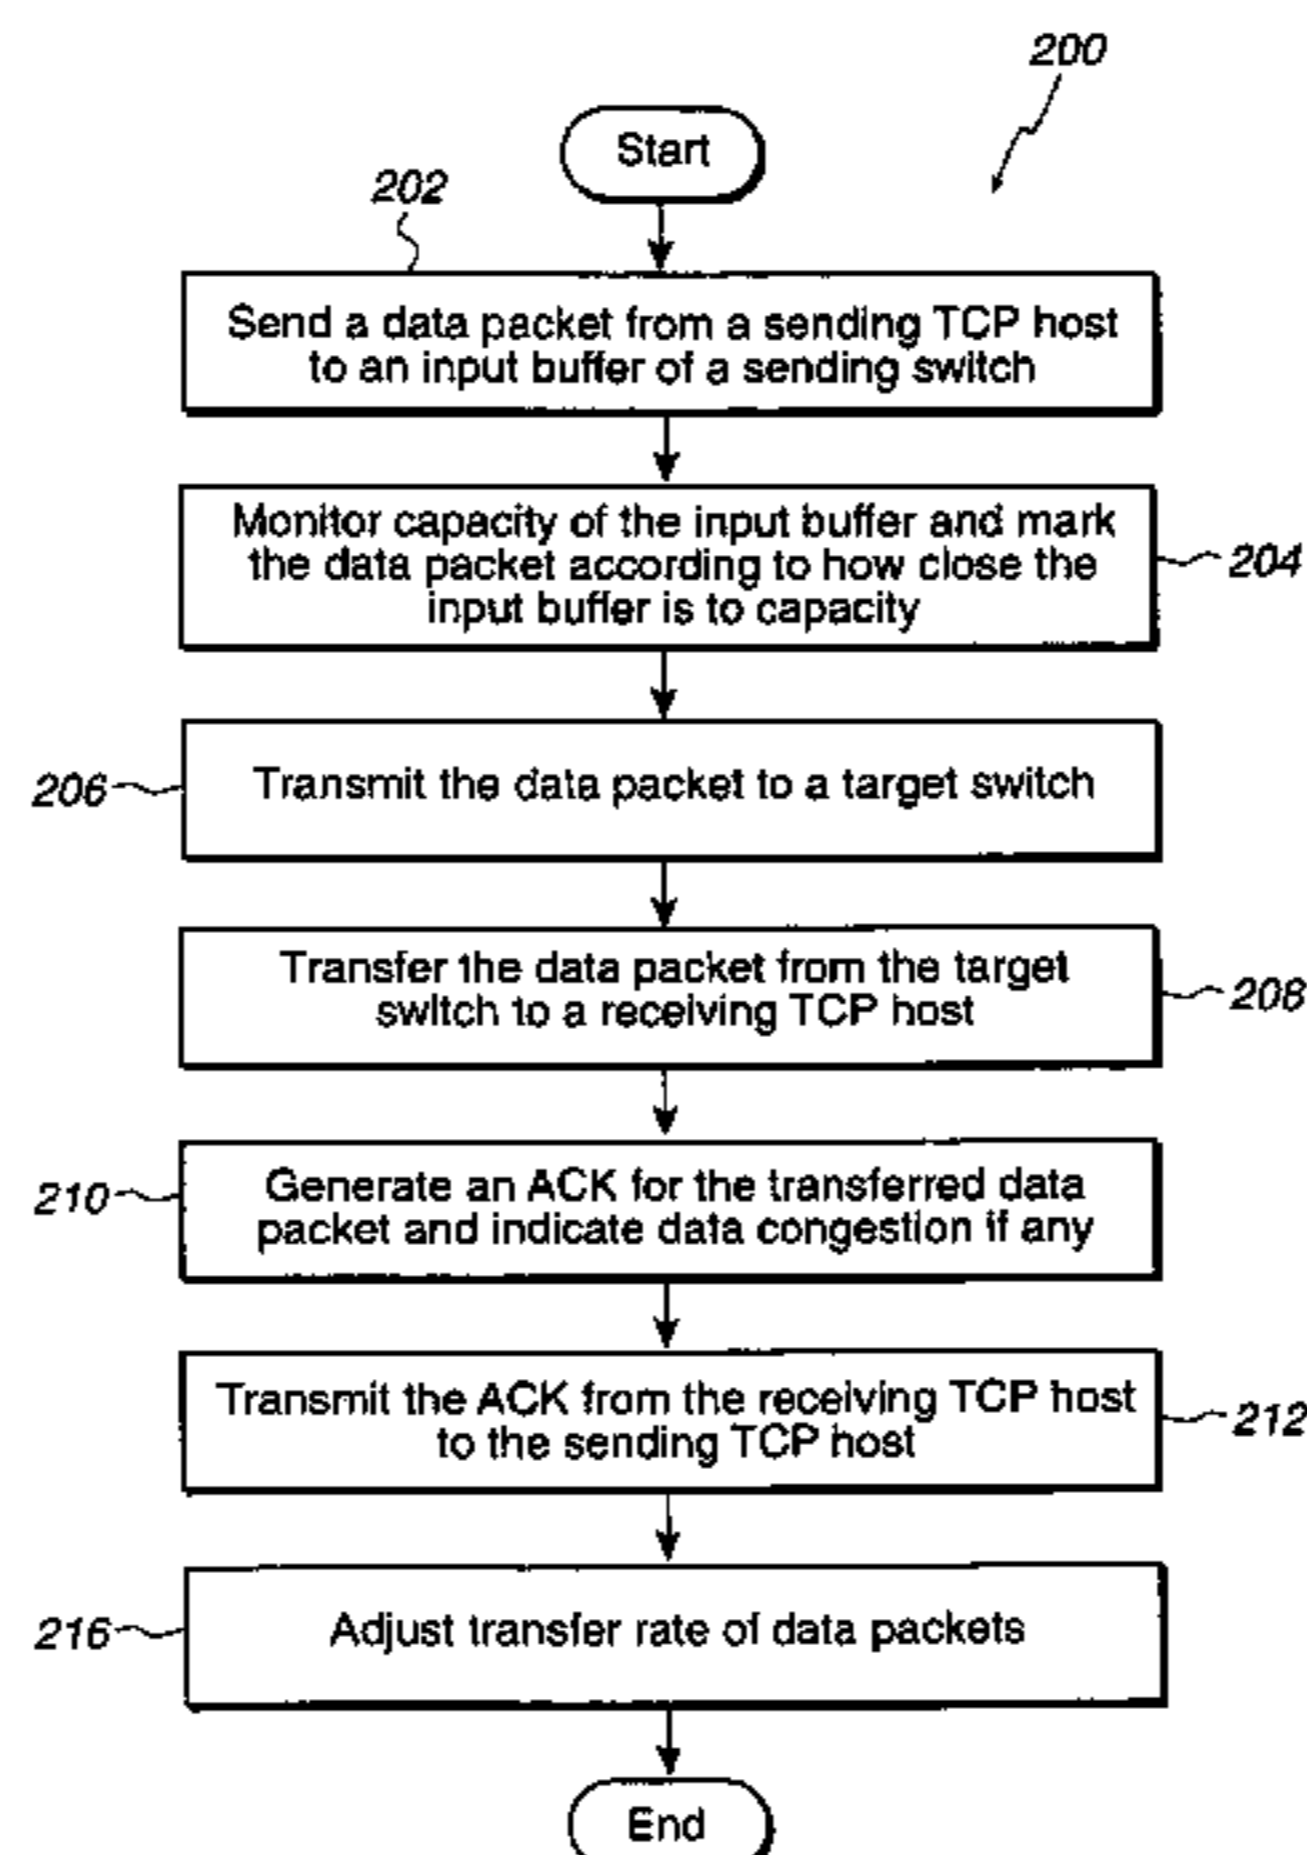 200
Start
202
Send a data packet from a sending TCP host
to an input buffer of a sending switch
Monitor capacity of the input buffer and mark
the data packet according to how close the
input buffer is to capacity
204
206
Transmit the data packet to a target switch
Transfer the data packet from the target
switch to a receiving TCP host
208
210
Generate an ACK for the transferred data
packet and indicate data congestion if any
Transmit the ACK from the receiving TCP host
to the sending TCP host
212
216
Adjust transfer rate of data packets
End